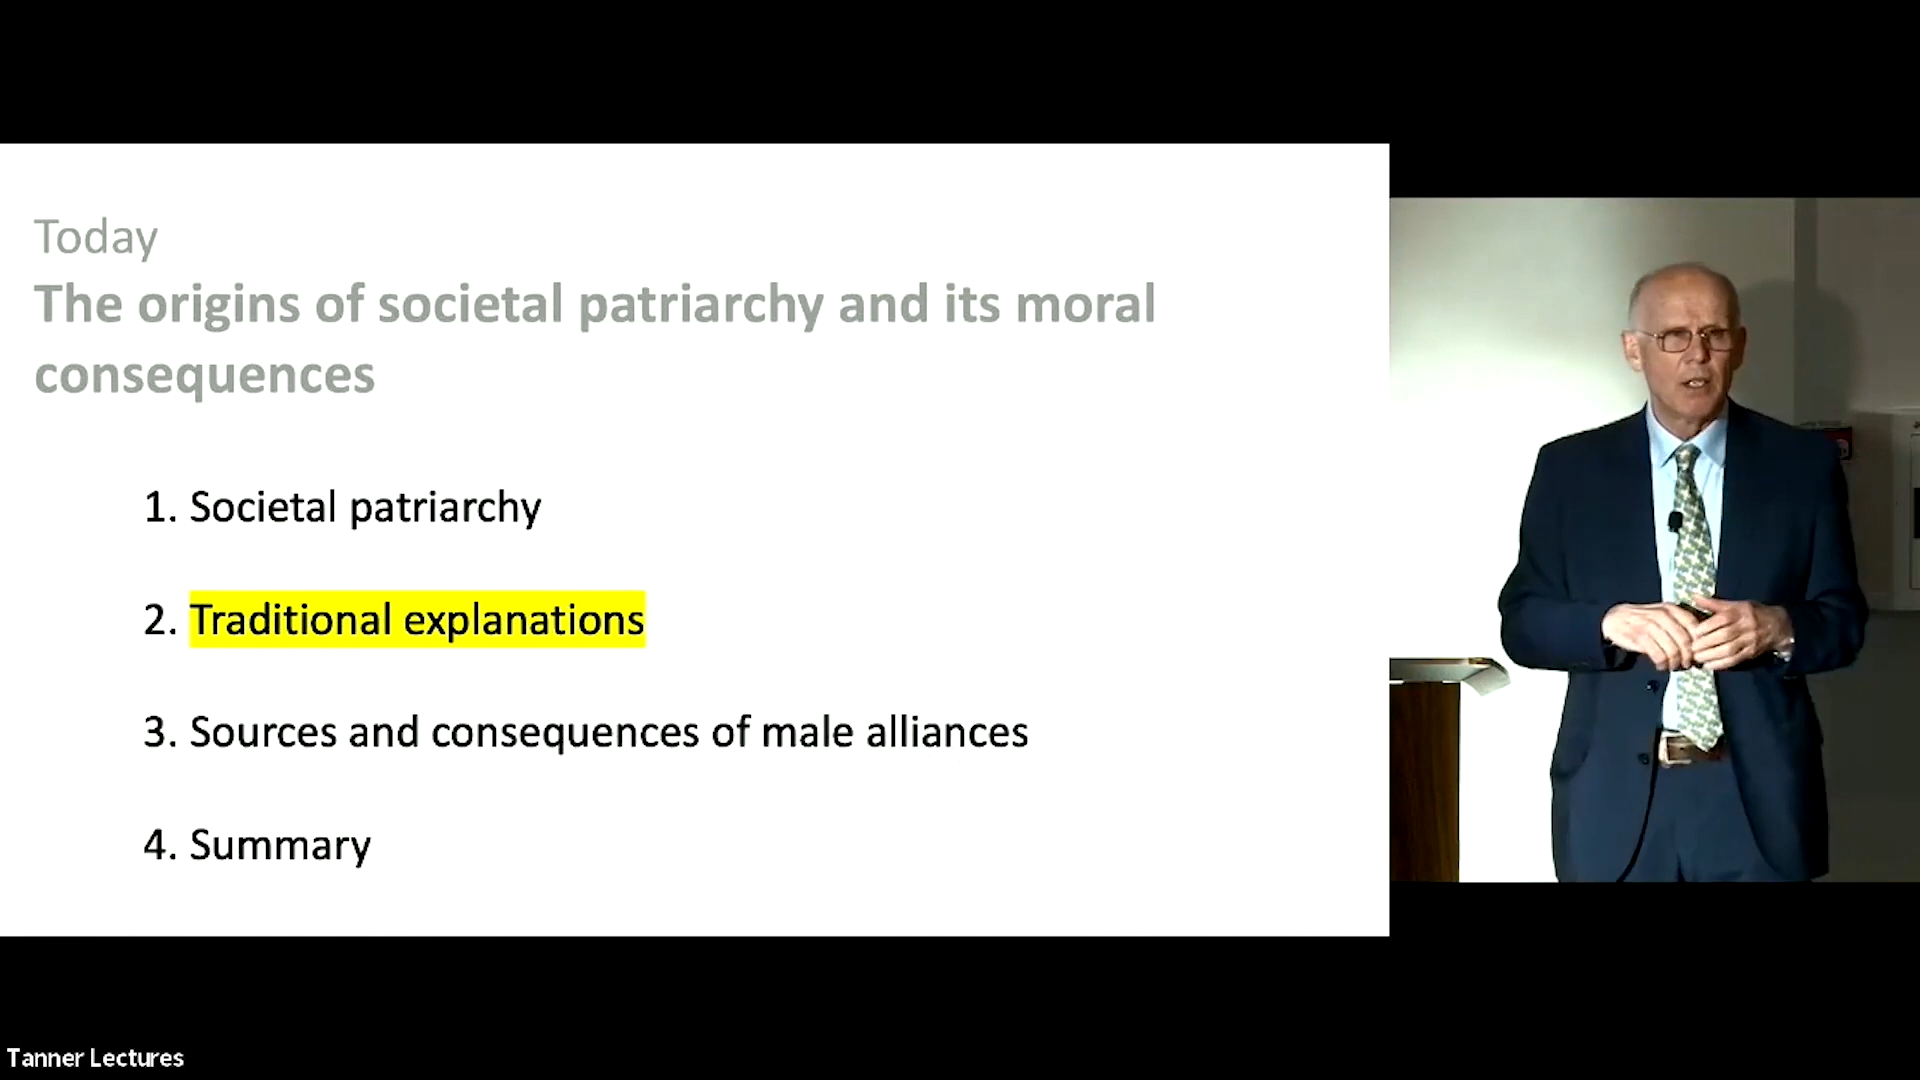 Today
The origins of societal patriarchy and its moral
consequences
1. Societal patriarchy
2. Traditional explanations
3. Sources and consequences of male alliances
4. Summary
Tanner Lectures